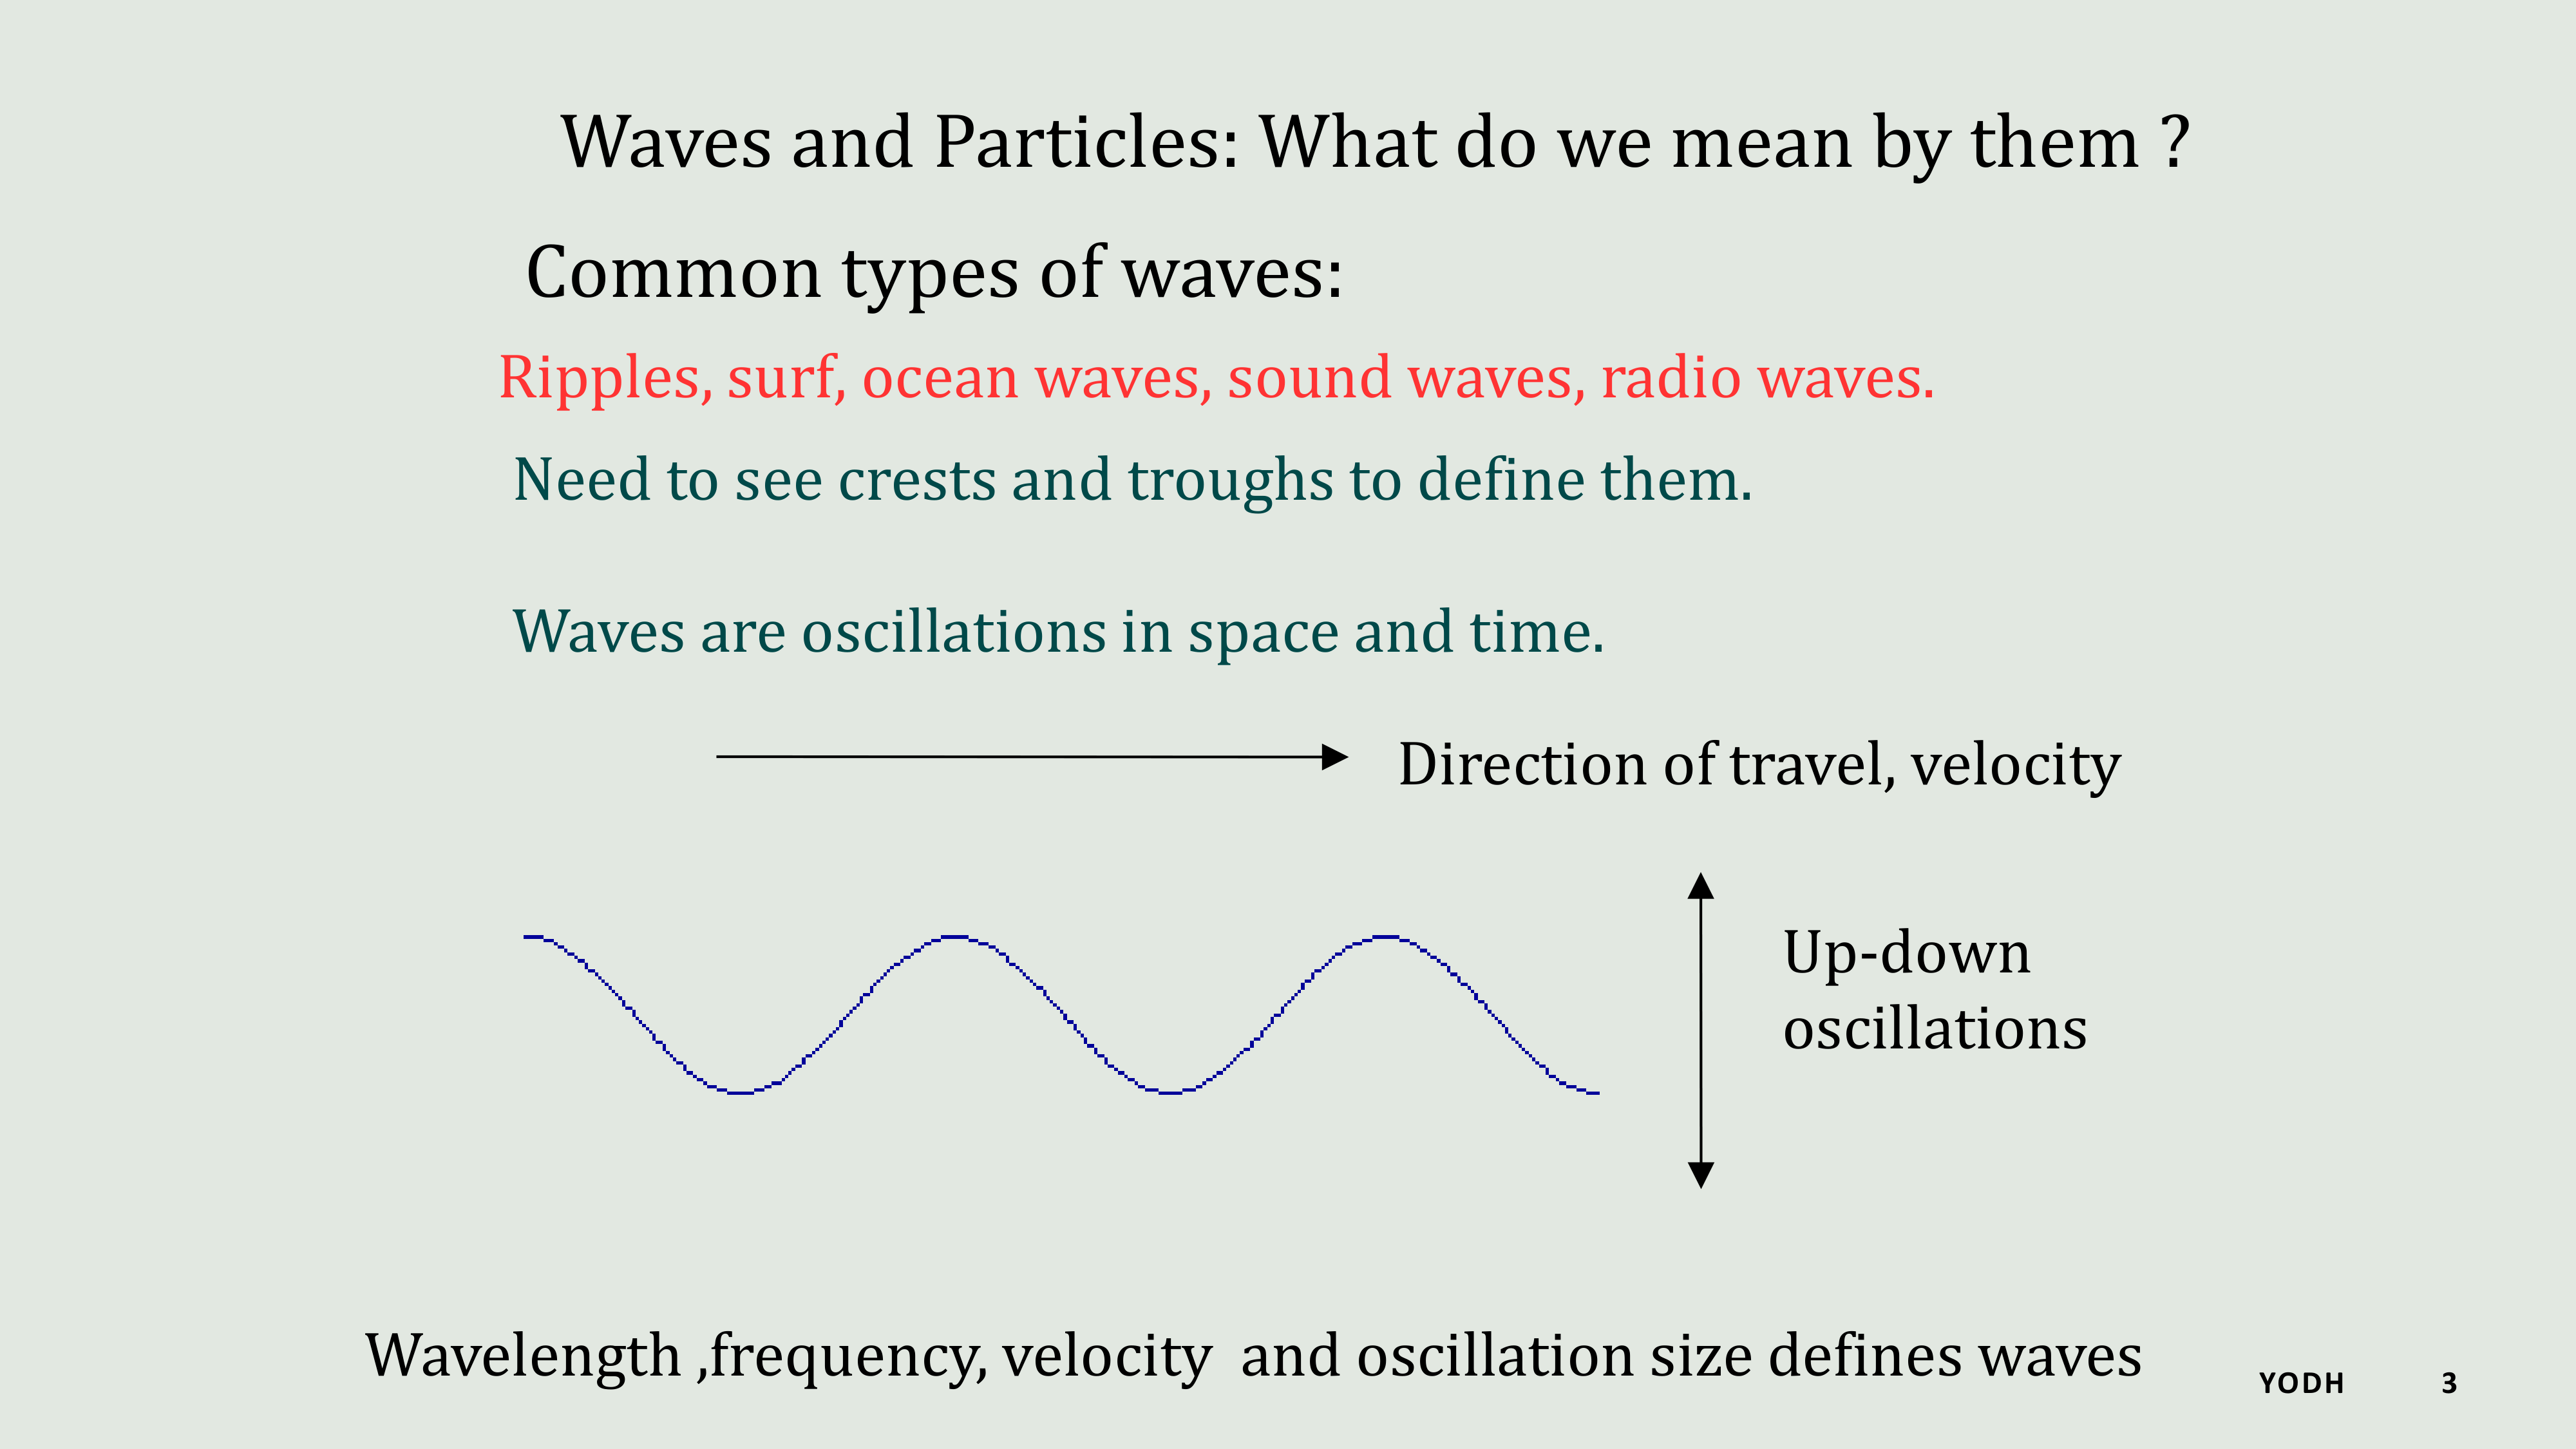 Waves and Particles: What do we mean by them ?
Common types of waves:
Ripples, surf, ocean waves, sound waves, radio waves.
Need to see crests and troughs to define them.
Waves are oscillations in space and time.
Direction of travel, velocity
Up-down
oscillations
Wavelength ,frequency, velocity  and oscillation size defines waves
YODH 3